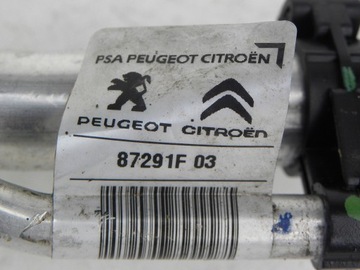 PSA PEUGEOT CITROËN
PEUGEOT CITROËN
87291F 03